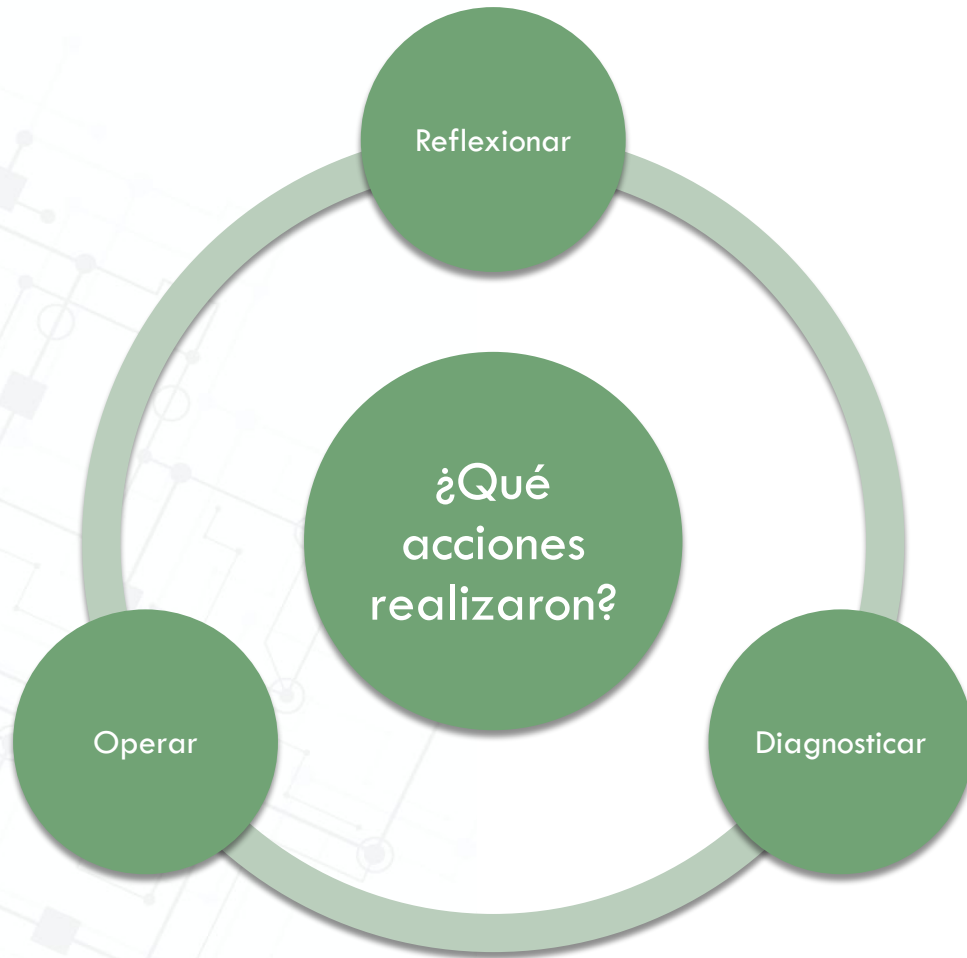 Reflexionar
¿Qué
acciones
realizaron?
Operar
Diagnosticar